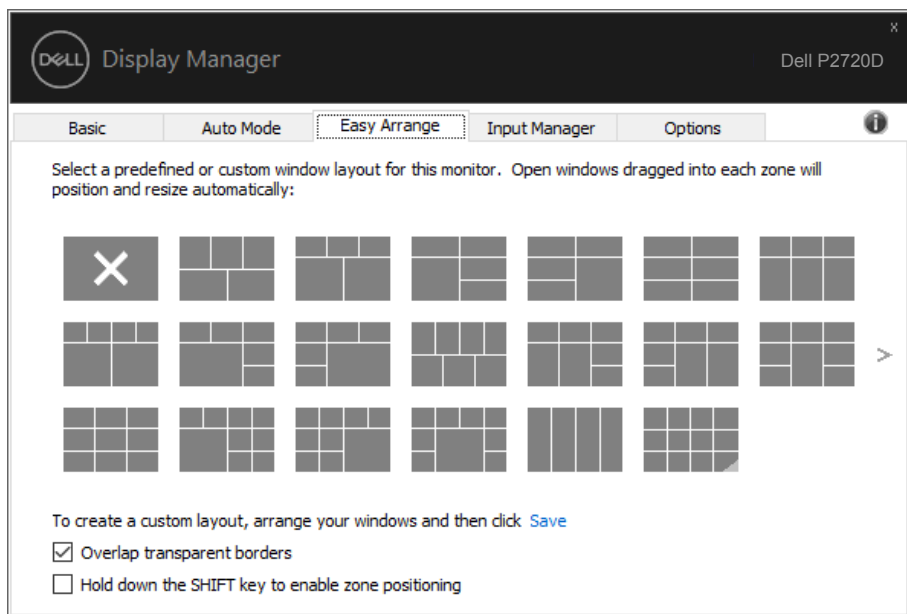 x
DELL Display Manager
Dell P2720D
Basic Auto Mode Easy Arrange Input Manager Options
Select a predefined or custom window layout for this monitor. Open windows dragged into each zone will
position and resize automatically:
>
To create a custom layout, arrange your windows and then click Save
Overlap transparent borders
Hold down the SHIFT key to enable zone positioning